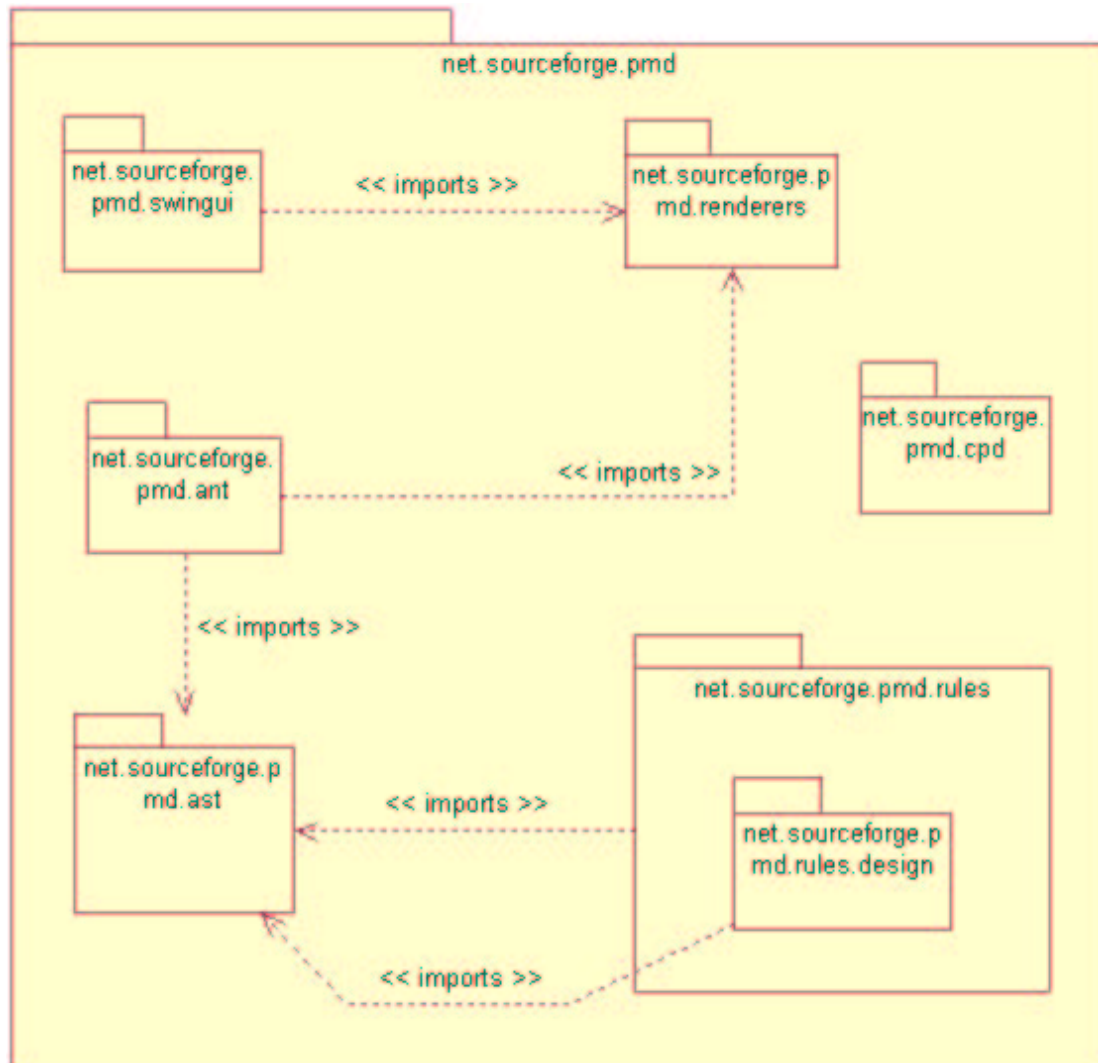 net.sourceforge.pmd
net.sourceforge.
pmd.swingui
<< imports >>
net.sourceforge.p
md.renderers
net.sourceforge.
pmd.cpd
net.sourceforge.
pmd.ant
<< imports >>
<< imports >>
net.sourceforge.pmd.rules
net.sourceforge.p
md.ast
<< imports >>
net.sourceforge.p
md.rules.design
<< imports >>